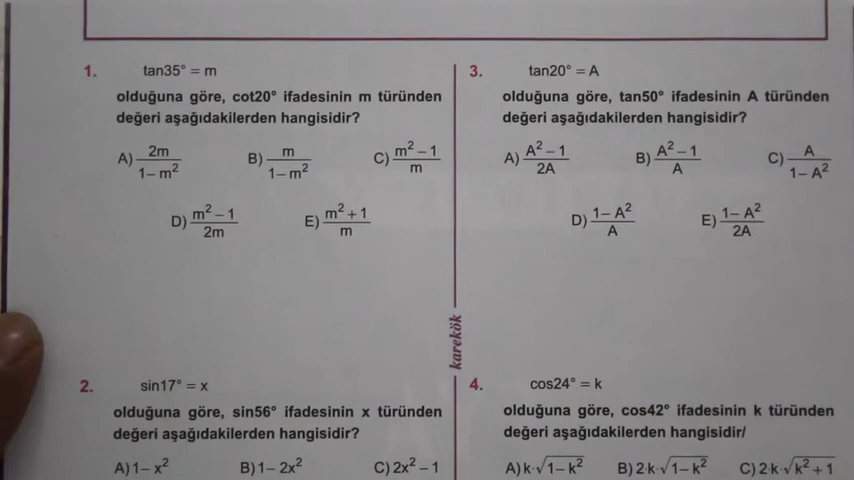 1. tan35° = m
olduğuna göre, cot20° ifadesinin m türünden
değeri aşağıdakilerden hangisidir?
A) 2m / 1– m² B) m / 1– m² C) m² – 1 / m
D) m² – 1 / 2m E) m² + 1 / m
2. sin17° = x
olduğuna göre, sin56° ifadesinin x türünden
değeri aşağıdakilerden hangisidir?
A) 1– x² B) 1– 2x² C) 2x² – 1
karekök
3. tan20° = A
olduğuna göre, tan50° ifadesinin A türünden
değeri aşağıdakilerden hangisidir?
A) A² – 1 / 2A B) A² – 1 / A C) A / 1– A²
D) 1– A² / A E) 1– A² / 2A
4. cos24° = k
olduğuna göre, cos42° ifadesinin k türünden
değeri aşağıdakilerden hangisidir/
A) k·√1– k² B) 2·k·√1– k² C) 2·k·√k² + 1